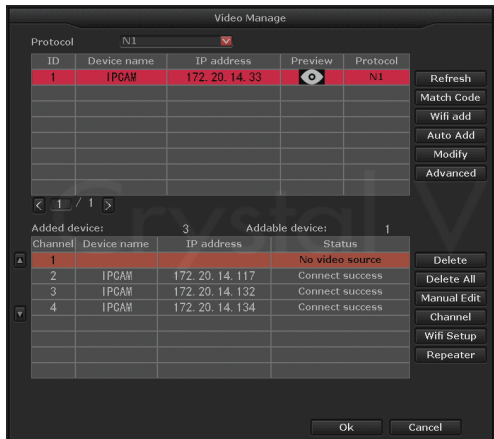 Video Manage
Protocol N1
ID Device name IP address Preview Protocol
1 IPCAM 172. 20. 14. 33 N1
Refresh
Match Code
Wifi add
Auto Add
Modify
Advanced
1 / 1
Added device: 3 Addable device: 1
Channel Device name IP address Status
1 No video source
2 IPCAM 172. 20. 14. 117 Connect success
3 IPCAM 172. 20. 14. 132 Connect success
4 IPCAM 172. 20. 14. 134 Connect success
Delete
Delete All
Manual Edit
Channel
Wifi Setup
Repeater
Crystal V
Ok Cancel